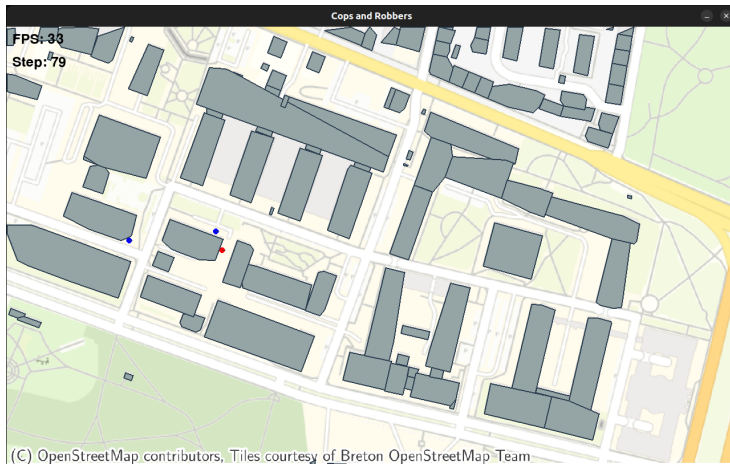 Cops and Robbers
FPS: 33
Step: 79
(C) OpenStreetMap contributors, Tiles courtesy of Breton OpenStreetMap Team